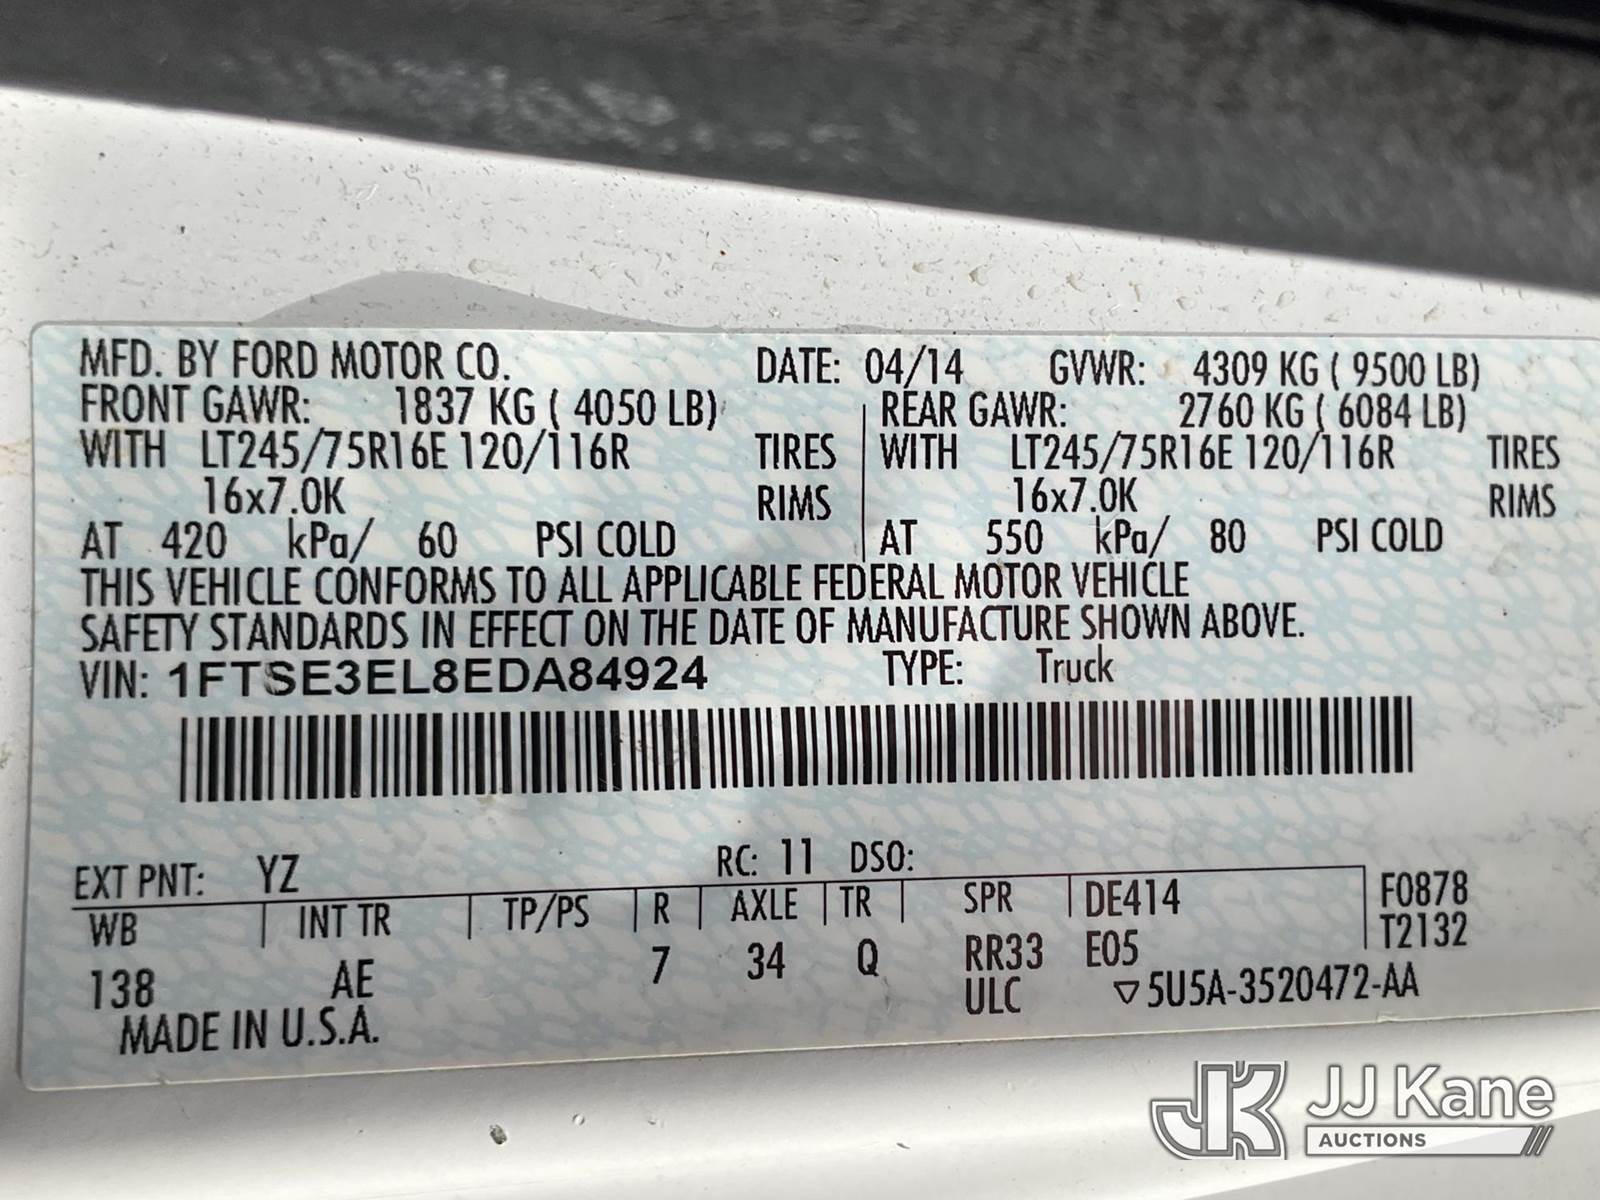 MFD. BY FORD MOTOR CO. DATE: 04/14 GVWR: 4309 KG ( 9500 LB)
FRONT GAWR: 1837 KG ( 4050 LB) REAR GAWR: 2760 KG ( 6084 LB)
WITH LT245/75R16E 120/116R TIRES WITH LT245/75R16E 120/116R TIRES
16x7.0K RIMS 16x7.0K RIMS
AT 420 kPa/ 60 PSI COLD AT 550 kPa/ 80 PSI COLD
THIS VEHICLE CONFORMS TO ALL APPLICABLE FEDERAL MOTOR VEHICLE
SAFETY STANDARDS IN EFFECT ON THE DATE OF MANUFACTURE SHOWN ABOVE.
VIN: 1FTSE3EL8EDA84924 TYPE: Truck
EXT PNT: YZ RC: 11 DSO:
WB INT TR TP/PS R AXLE TR SPR DE414 F0878
T2132
138 AE 7 34 Q RR33 E05
ULC ▽5U5A-3520472-AA
MADE IN U.S.A.
JK JJ Kane
AUCTIONS